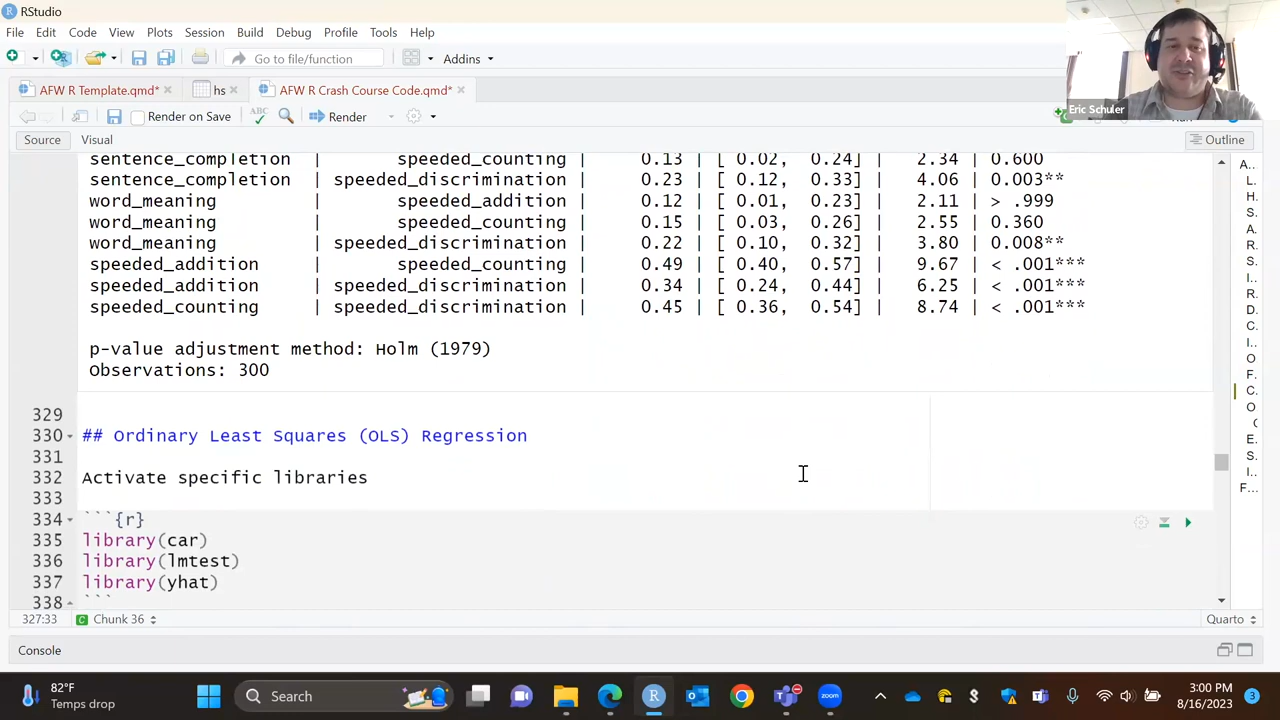 RStudio
File Edit Code View Plots Session Build Debug Profile Tools Help
Go to file/function Addins
AFW R Template.qmd* hs AFW R Crash Course Code.qmd*
Eric Schuler
Render on Save ABC Render
Source Visual Outline
sentence_completion | speeded_counting | 0.13 | [ 0.02, 0.24] | 2.34 | 0.600
sentence_completion | speeded_discrimination | 0.23 | [ 0.12, 0.33] | 4.06 | 0.003**
word_meaning | speeded_addition | 0.12 | [ 0.01, 0.23] | 2.11 | > .999
word_meaning | speeded_counting | 0.15 | [ 0.03, 0.26] | 2.55 | 0.360
word_meaning | speeded_discrimination | 0.22 | [ 0.10, 0.32] | 3.80 | 0.008**
speeded_addition | speeded_counting | 0.49 | [ 0.40, 0.57] | 9.67 | < .001***
speeded_addition | speeded_discrimination | 0.34 | [ 0.24, 0.44] | 6.25 | < .001***
speeded_counting | speeded_discrimination | 0.45 | [ 0.36, 0.54] | 8.74 | < .001***
p-value adjustment method: Holm (1979)
Observations: 300
A...
L.
H.
S.
A.
R.
S.
I.
R.
D.
C.
I..
O
F.
C.
O
C
E.
S.
I..
F...
329
330 ## Ordinary Least Squares (OLS) Regression
331
332 Activate specific libraries
333
334 ```{r}
335 library(car)
336 library(lmtest)
337 library(yhat)
338 ```
327:33 C Chunk 36 Quarto
Console
82°F
Temps drop
Search
R
zoom
3:00 PM
8/16/2023
3